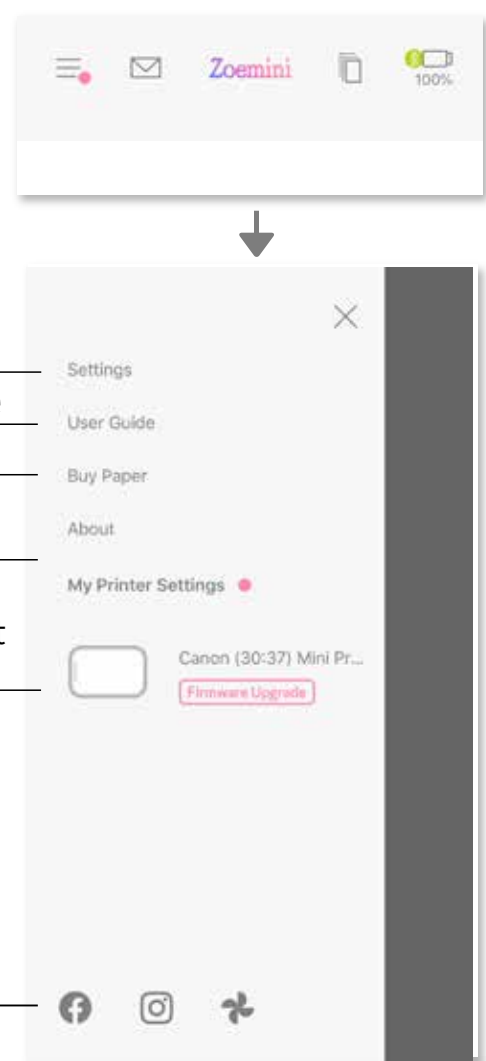 Zoemini
100%
Settings
User Guide
Buy Paper
About
My Printer Settings
t
Canon (30:37) Mini Pr...
Firmware Upgrade